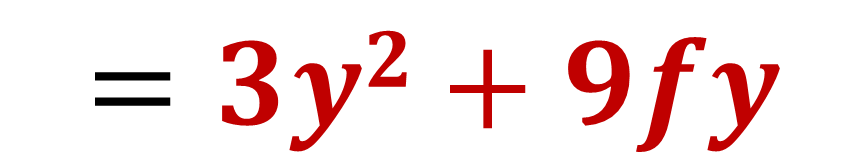 = 3y² + 9fy